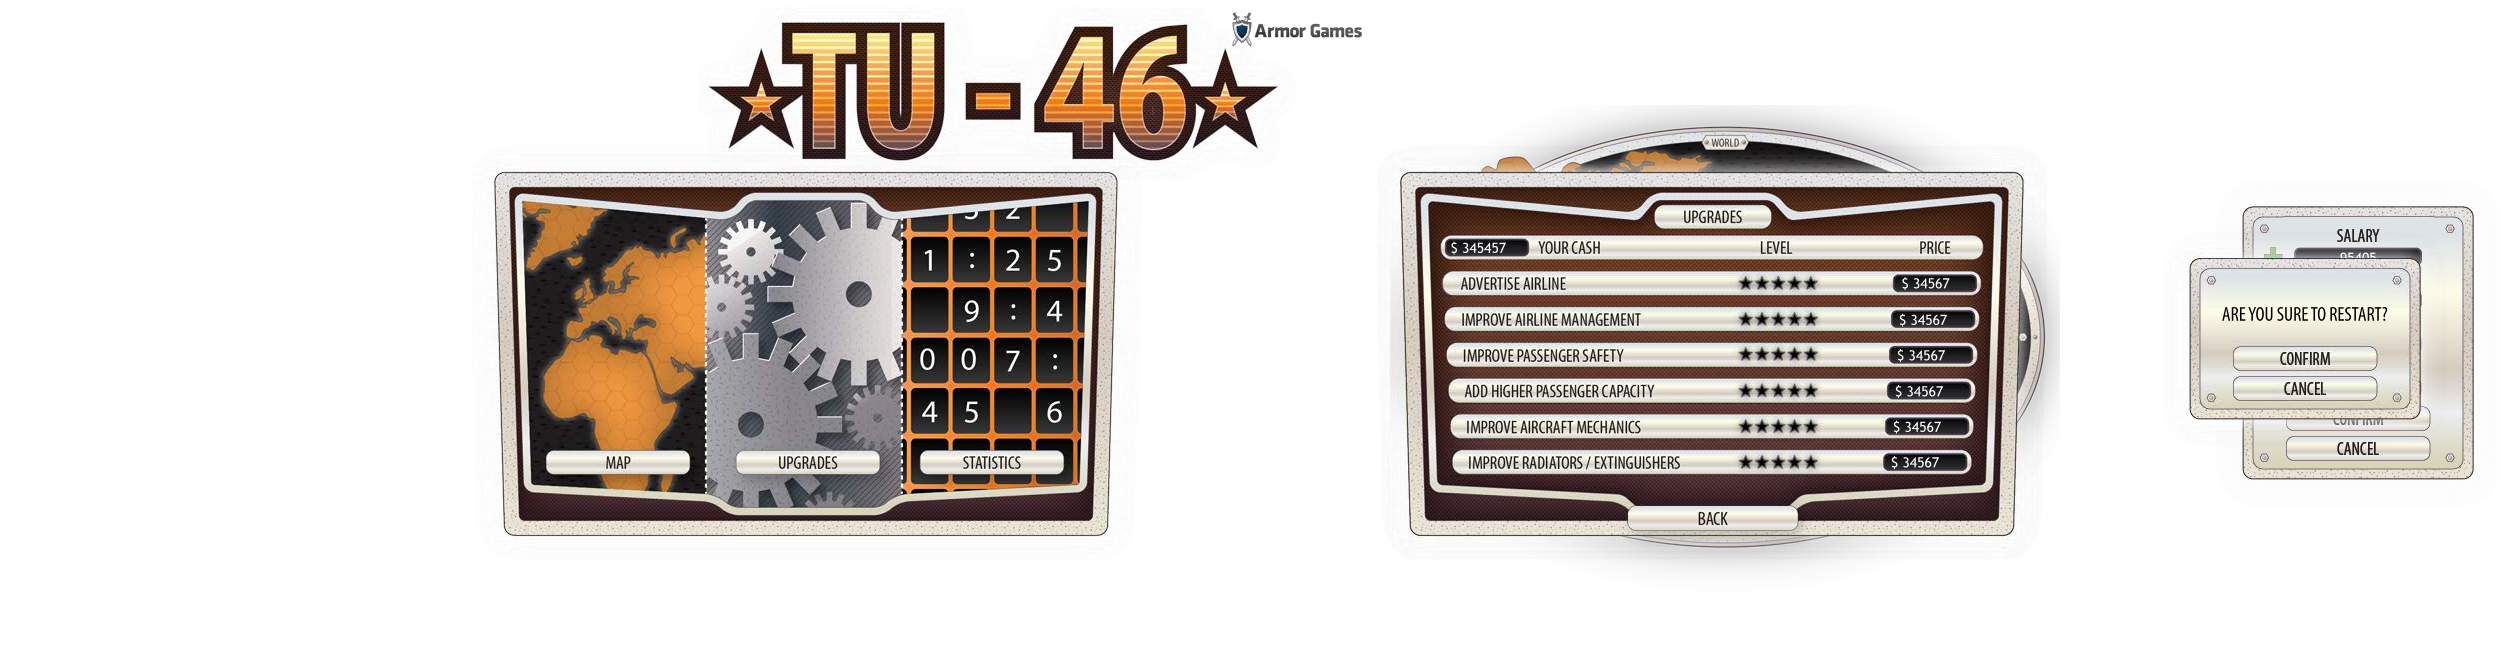 TU - 46
Armor Games
1 : 2 5
9 : 4
0 0 7 :
4 5 6
MAP
UPGRADES
STATISTICS
WORLD
UPGRADES
$ 345457 YOUR CASH LEVEL PRICE
ADVERTISE AIRLINE $ 34567
IMPROVE AIRLINE MANAGEMENT $ 34567
IMPROVE PASSENGER SAFETY $ 34567
ADD HIGHER PASSENGER CAPACITY $ 34567
IMPROVE AIRCRAFT MECHANICS $ 34567
IMPROVE RADIATORS / EXTINGUISHERS $ 34567
BACK
SALARY
95405
ARE YOU SURE TO RESTART?
CONFIRM
CANCEL
CONFIRM
CANCEL